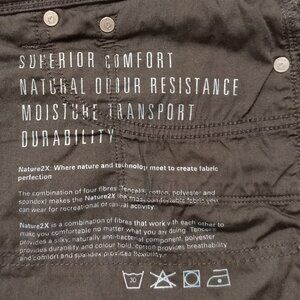 SUPERIOR COMFORT
NATURAL ODOUR RESISTANCE
MOISTURE TRANSPORT
DURABILITY
Nature2X: Where nature and technology meet to create fabric
perfection
The combination of four fibres (Tencel, cotton, polyester and
spandex) makes the Nature2X the most comfortable fabric you
can wear for recreational or casual activity.
Nature2X is a combination of fibres that work with each other to
make you comfortable no matter what you are doing. Tencel
provides a silky, naturally anti-bacterial component, polyester
provides durability and colour hold, cotton provides breathability
and comfort and spandex provides flexibility.
30